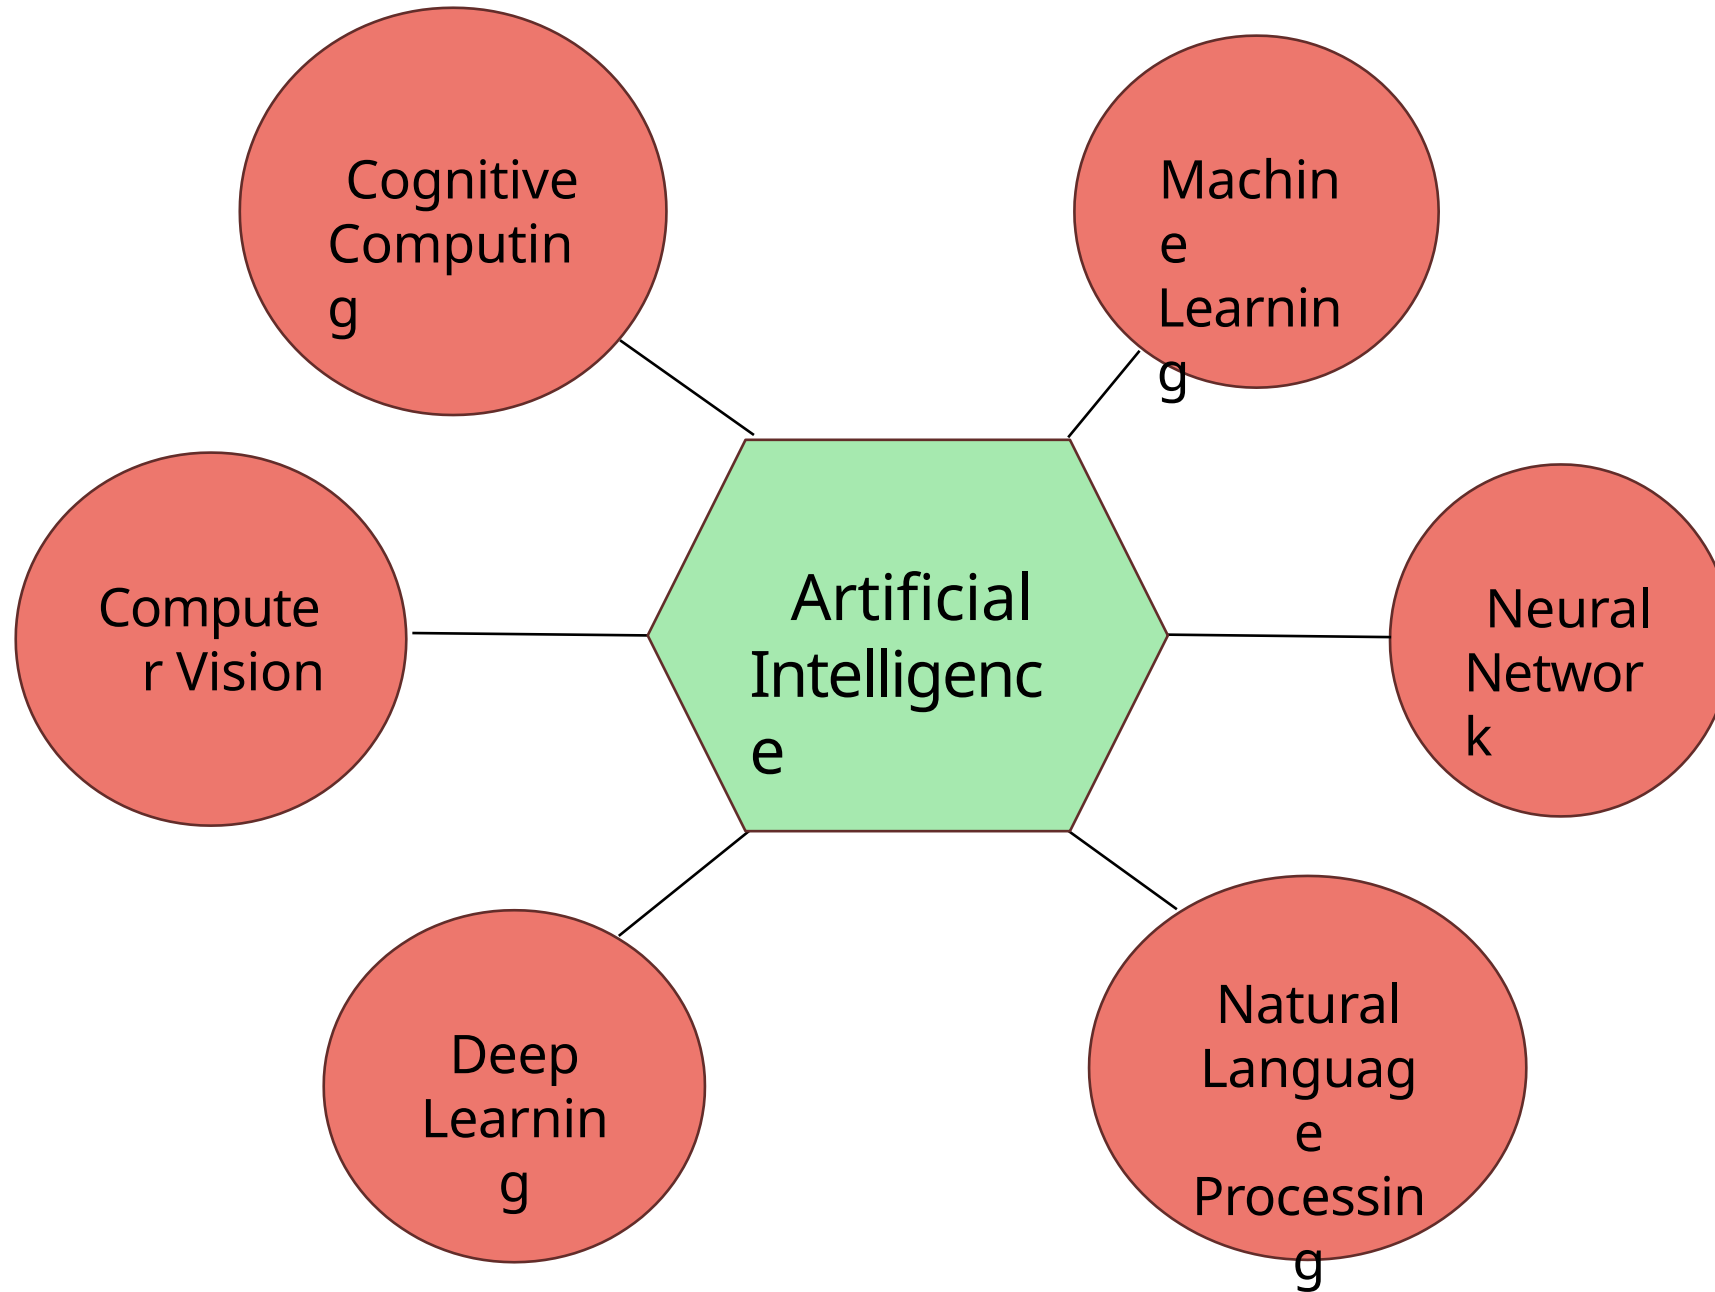 Cognitive
Computin
g
Machin
e
Learnin
g
Compute
r Vision
Artificial
Intelligenc
e
Neural
Networ
k
Deep
Learnin
g
Natural
Languag
e
Processin
g